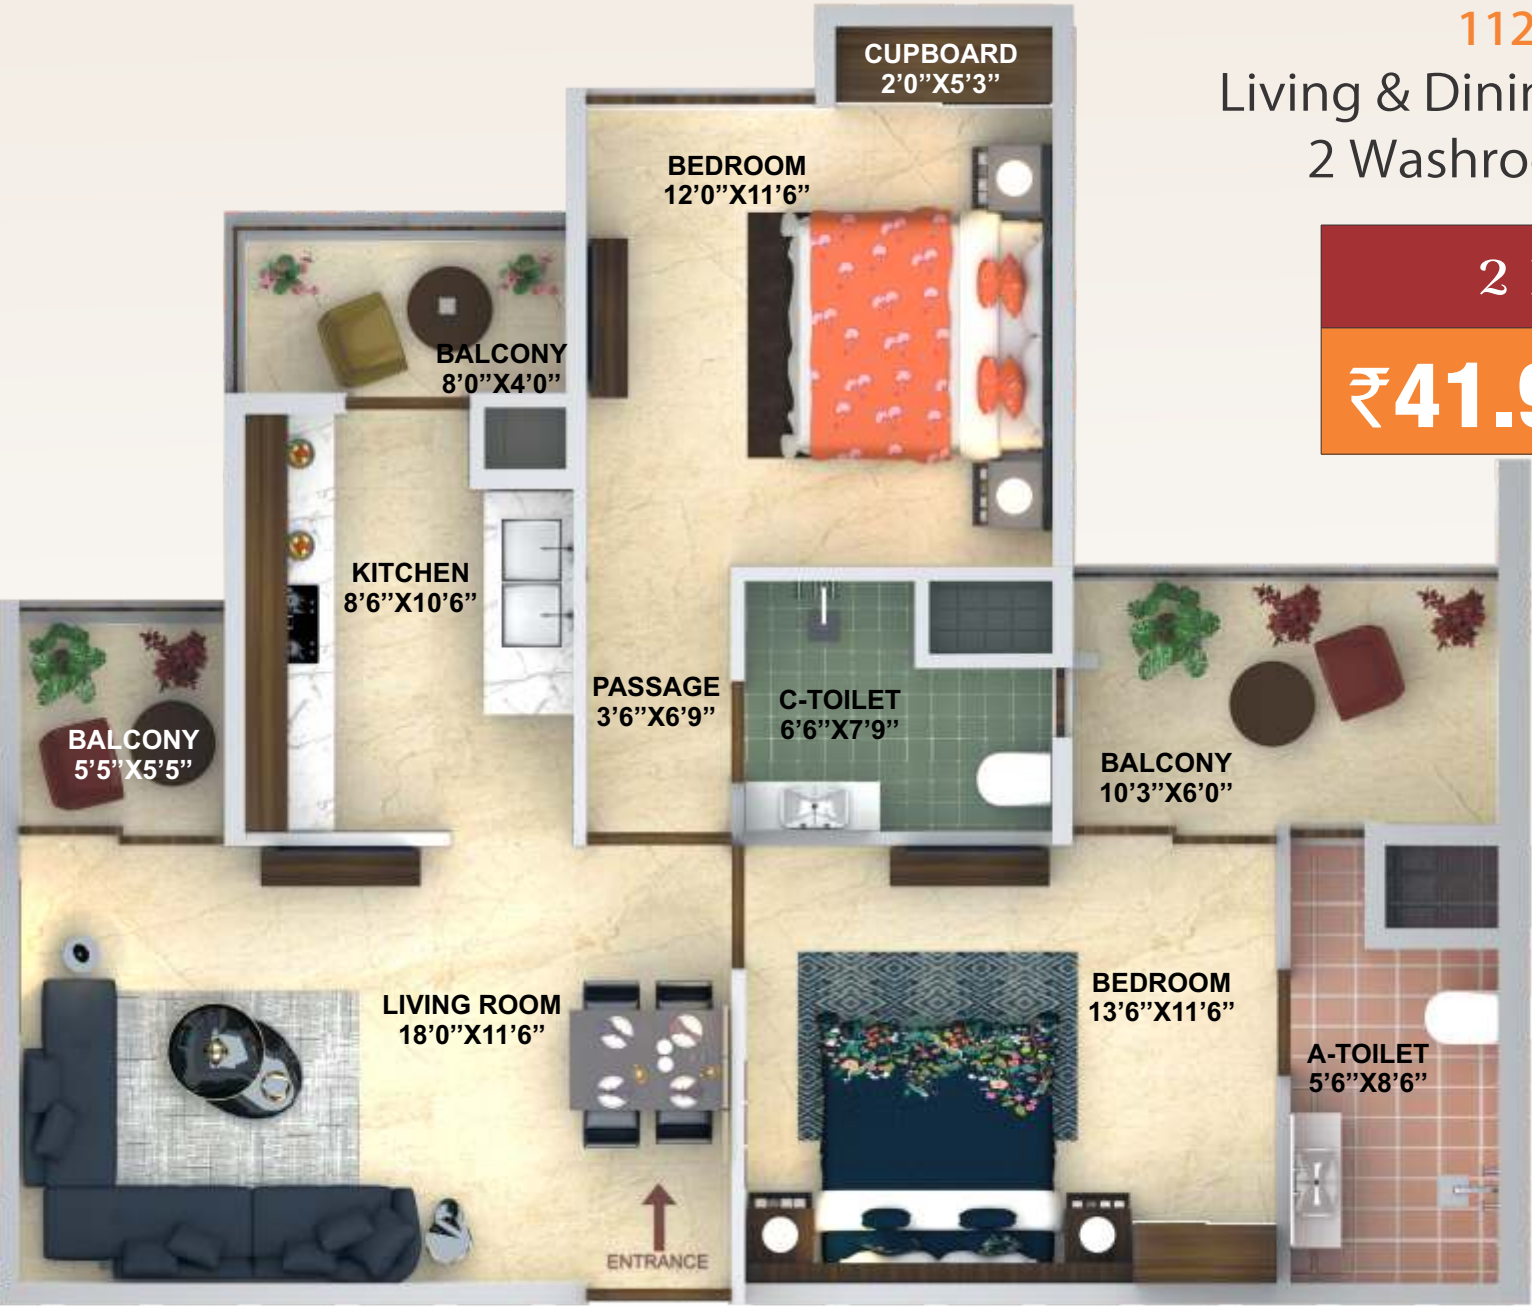 112
Living & Dinin
2 Washroo
2
₹41.9
CUPBOARD
2’0”X5’3”
BEDROOM
12’0”X11’6”
BALCONY
8’0”X4’0”
KITCHEN
8’6”X10’6”
PASSAGE
3’6”X6’9”
C-TOILET
6’6”X7’9”
BALCONY
5’5”X5’5”
BALCONY
10’3”X6’0”
LIVING ROOM
18’0”X11’6”
BEDROOM
13’6”X11’6”
A-TOILET
5’6”X8’6”
ENTRANCE